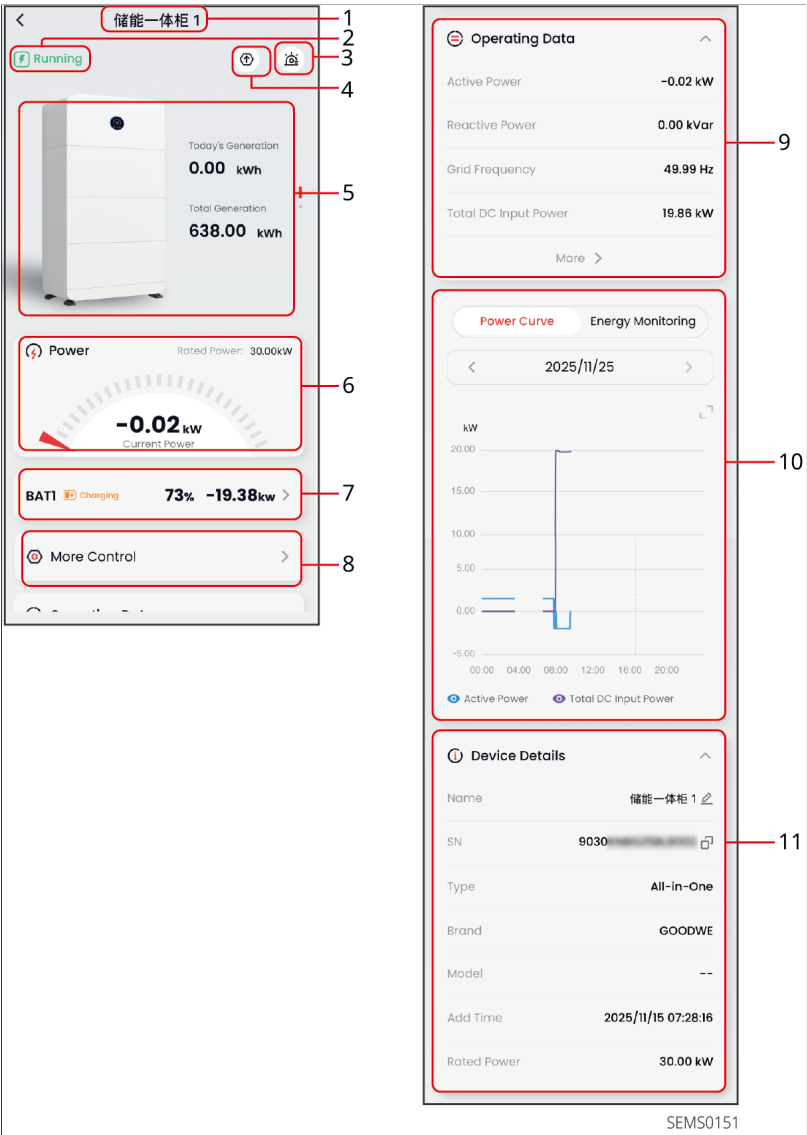 储能一体柜 1
1
2
Running
3
4
Today's Generation
0.00 kWh
5
Total Generation
638.00 kWh
Power
Rated Power: 30.00kW
6
-0.02 kW
Current Power
BAT1 Charging 73% -19.38kw
7
More Control
8
Operating Data
Active Power -0.02 kW
Reactive Power 0.00 kVar
9
Grid Frequency 49.99 Hz
Total DC Input Power 19.86 kW
More
Power Curve Energy Monitoring
2025/11/25
kW
20.00
10
15.00
10.00
5.00
0.00
-5.00
00:00 04:00 08:00 12:00 16:00 20:00
Active Power Total DC Input Power
Device Details
Name 储能一体柜 1
SN 9030
11
Type All-in-One
Brand GOODWE
Model --
Add Time 2025/11/15 07:28:16
Rated Power 30.00 kW
SEMS0151